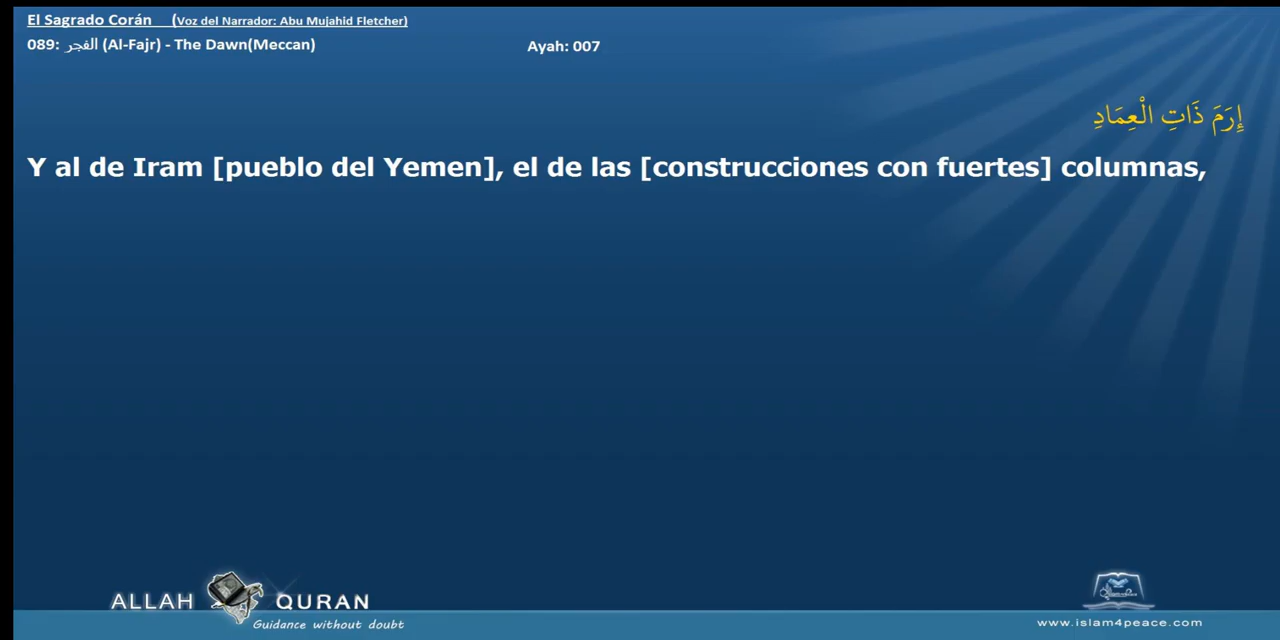 El Sagrado Corán (Voz del Narrador: Abu Mujahid Fletcher)
089: الفجر (Al-Fajr) - The Dawn(Meccan) Ayah: 007
إِرَمَ ذَاتِ الْعِمَادِ
Y al de Iram [pueblo del Yemen], el de las [construcciones con fuertes] columnas,
ALLAH QURAN
Guidance without doubt
www.islam4peace.com